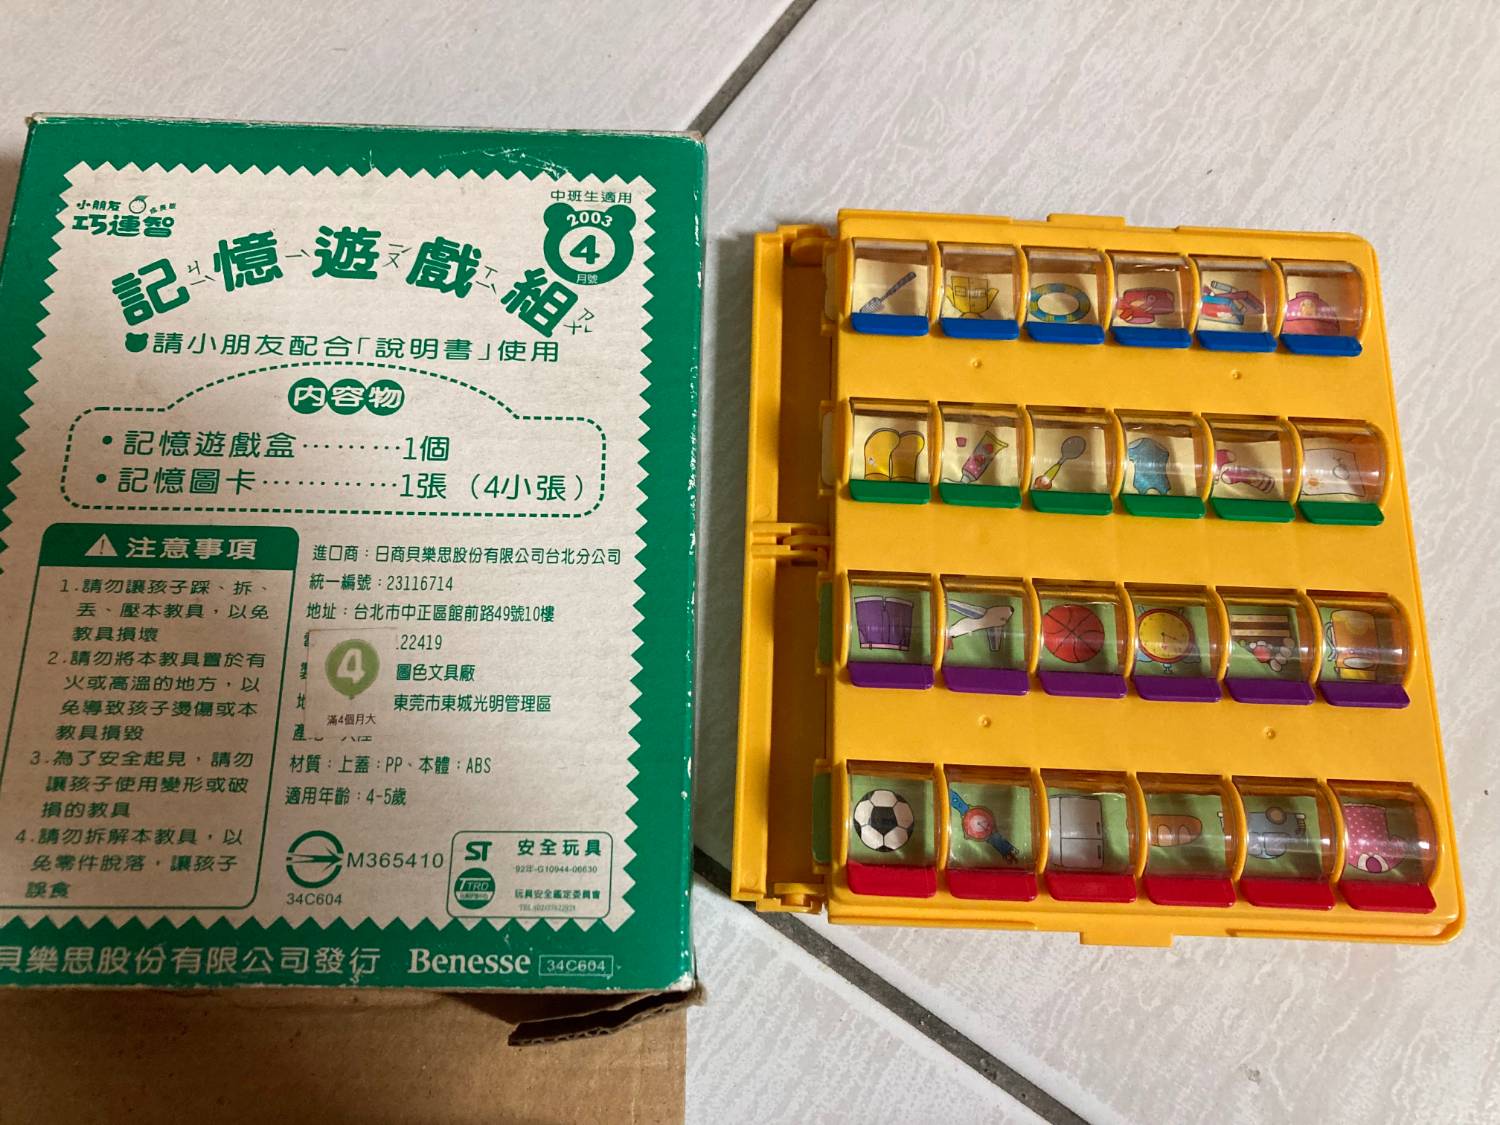 小朋友
巧連智
中班生適用
2003
4
月號
記憶遊戲組
請小朋友配合「說明書」使用
內容物
•記憶遊戲盒………1個
•記憶圖卡…………1張（4小張）
注意事項
1.請勿讓孩子踩、拆、
丟、壓本教具，以免
教具損壞
2.請勿將本教具置於有
火或高溫的地方，以
免導致孩子燙傷或本
教具損毀
3.為了安全起見，請勿
讓孩子使用變形或破
損的教具
4.請勿拆解本教具，以
免零件脫落，讓孩子
誤食
進口商：日商貝樂思股份有限公司台北分公司
統一編號：23116714
地址：台北市中正區館前路49號10樓
22419
圖色文具廠
東莞市東城光明管理區
4
滿4個月大
材質：上蓋：PP、本體：ABS
適用年齡：4-5歲
M365410
34C604
ST 安全玩具
92年-G10944-06630
TTRD
玩具安全鑑定委員會
貝樂思股份有限公司發行 Benesse 34C604